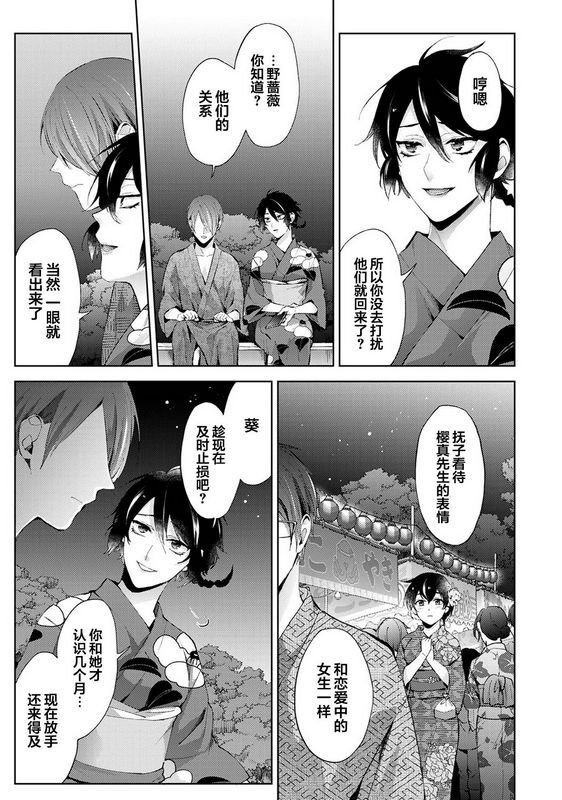 哼嗯
所以你没去打扰
他们就回来了？
…野蔷薇
你知道？
他们的
关系
当然 一眼就
看出来了
抚子看待
樱真先生的表情
和恋爱中的
女生一样
葵
趁现在
及时止损吧？
你和她才
认识几个月…
现在放手
还来得及